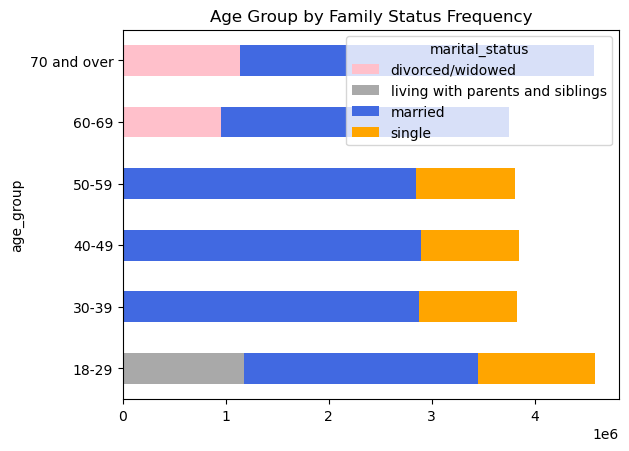 Age Group by Family Status Frequency
marital_status
divorced/widowed
living with parents and siblings
married
single
age_group
70 and over
60-69
50-59
40-49
30-39
18-29
0 1 2 3 4
1e6